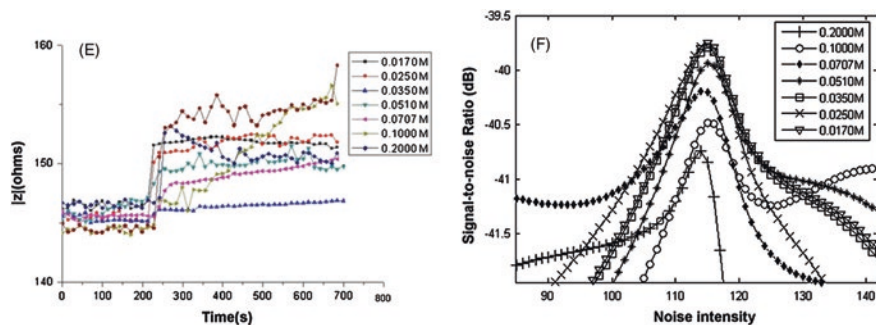 (E)
|z|(ohms)
160
150
140
0 100 200 300 400 500 600 700 800
Time(s)
0.0170M
0.0250M
0.0350M
0.0510M
0.0707M
0.1000M
0.2000M
(F)
Signal-to-noise Ratio (dB)
-39.5
-40
-40.5
-41
-41.5
90 100 110 120 130 140
Noise intensity
0.2000M
0.1000M
0.0707M
0.0510M
0.0350M
0.0250M
0.0170M